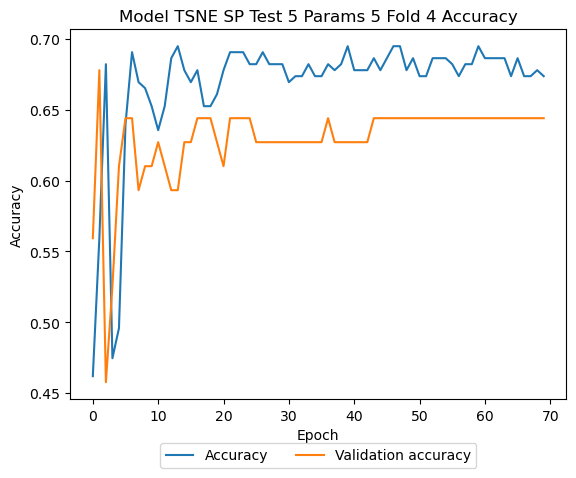 Model TSNE SP Test 5 Params 5 Fold 4 Accuracy
0.70
0.65
0.60
0.55
0.50
0.45
Accuracy
0 10 20 30 40 50 60 70
Epoch
Accuracy Validation accuracy